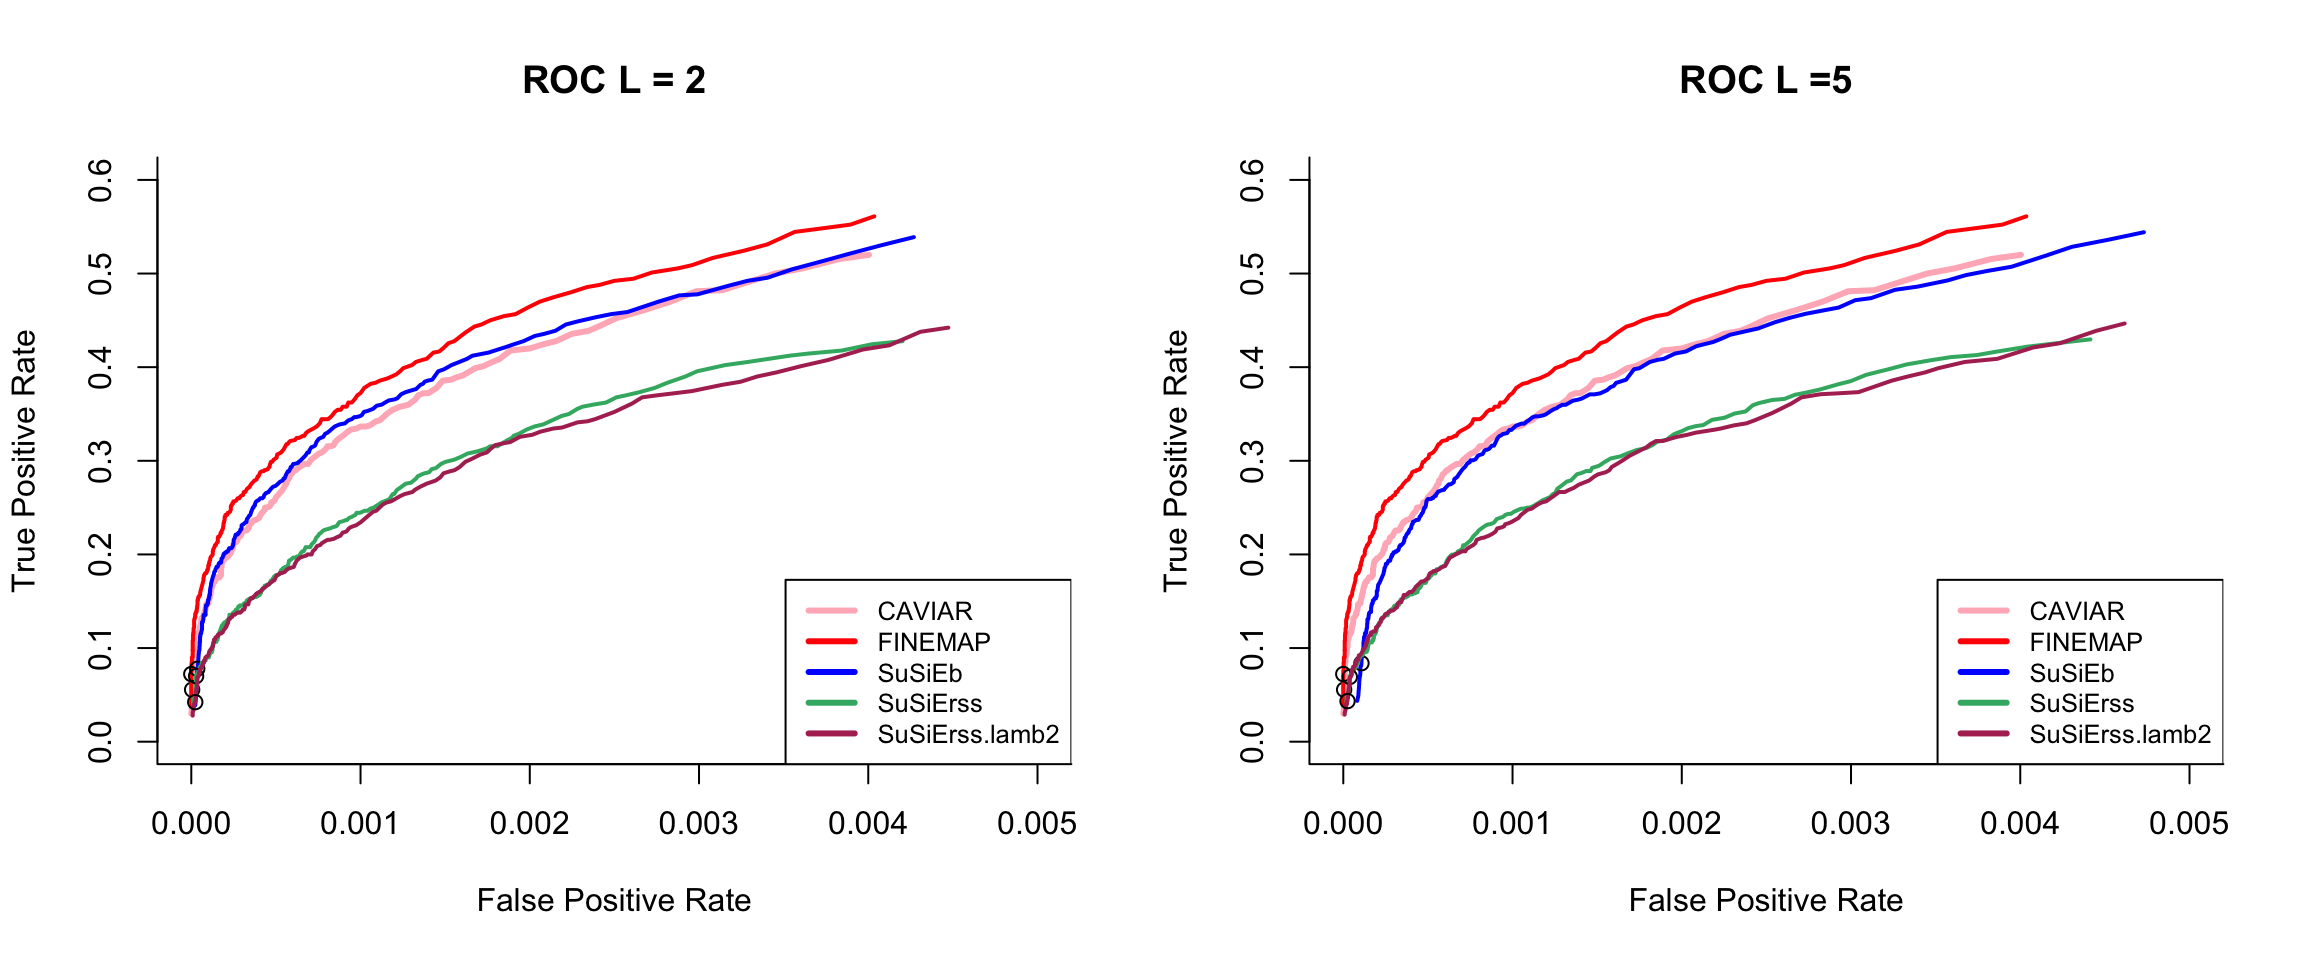 ROC L = 2
True Positive Rate
0.6
0.5
0.4
0.3
0.2
0.1
0.0
CAVIAR
FINEMAP
SuSiEb
SuSiErss
SuSiErss.lamb2
0.000 0.001 0.002 0.003 0.004 0.005
False Positive Rate
ROC L =5
True Positive Rate
0.6
0.5
0.4
0.3
0.2
0.1
0.0
CAVIAR
FINEMAP
SuSiEb
SuSiErss
SuSiErss.lamb2
0.000 0.001 0.002 0.003 0.004 0.005
False Positive Rate